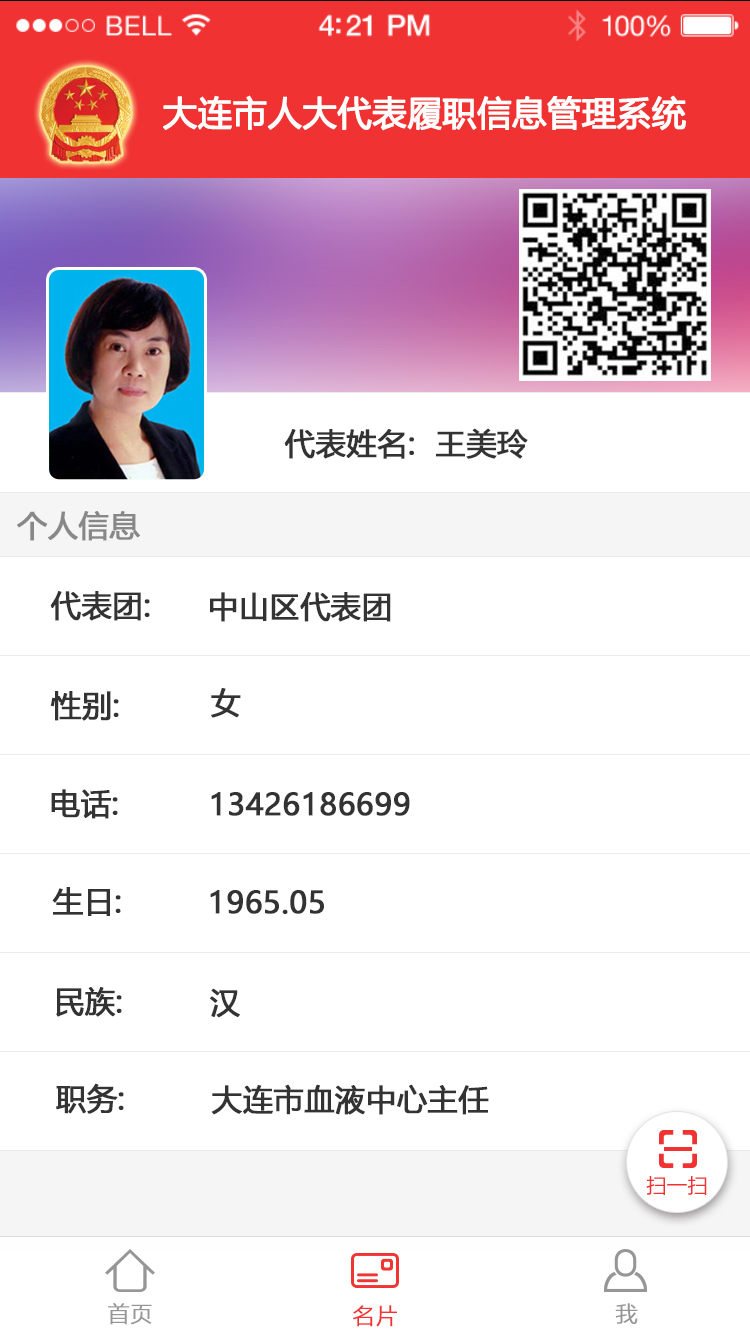 BELL 4:21 PM 100%
大连市人大代表履职信息管理系统
代表姓名: 王美玲
个人信息
代表团: 中山区代表团
性别: 女
电话: 13426186699
生日: 1965.05
民族: 汉
职务: 大连市血液中心主任
扫一扫
首页 名片 我